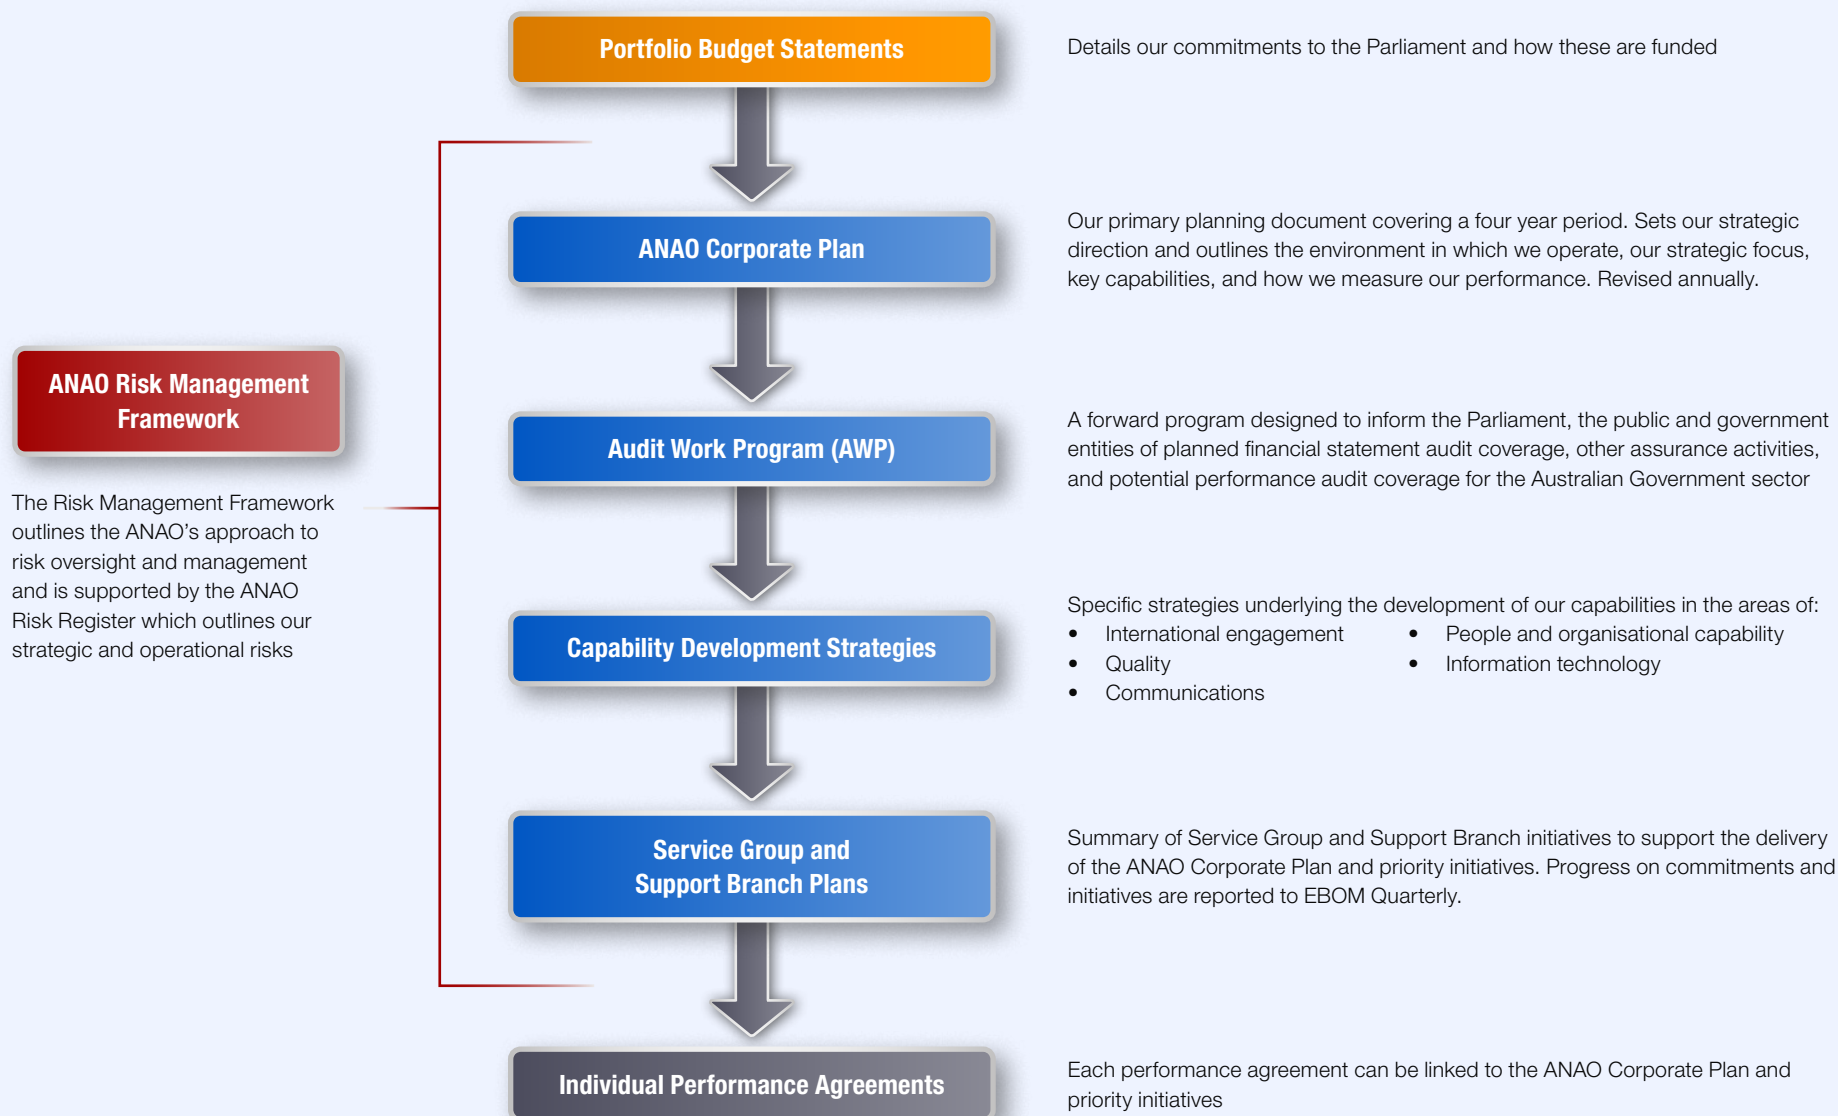 Portfolio Budget Statements
Details our commitments to the Parliament and how these are funded
ANAO Corporate Plan
Our primary planning document covering a four year period. Sets our strategic
direction and outlines the environment in which we operate, our strategic focus,
key capabilities, and how we measure our performance. Revised annually.
ANAO Risk Management
Framework
The Risk Management Framework
outlines the ANAO’s approach to
risk oversight and management
and is supported by the ANAO
Risk Register which outlines our
strategic and operational risks
Audit Work Program (AWP)
A forward program designed to inform the Parliament, the public and government
entities of planned financial statement audit coverage, other assurance activities,
and potential performance audit coverage for the Australian Government sector
Capability Development Strategies
Specific strategies underlying the development of our capabilities in the areas of:
• International engagement
• Quality
• Communications
• People and organisational capability
• Information technology
Service Group and
Support Branch Plans
Summary of Service Group and Support Branch initiatives to support the delivery
of the ANAO Corporate Plan and priority initiatives. Progress on commitments and
initiatives are reported to EBOM Quarterly.
Individual Performance Agreements
Each performance agreement can be linked to the ANAO Corporate Plan and
priority initiatives